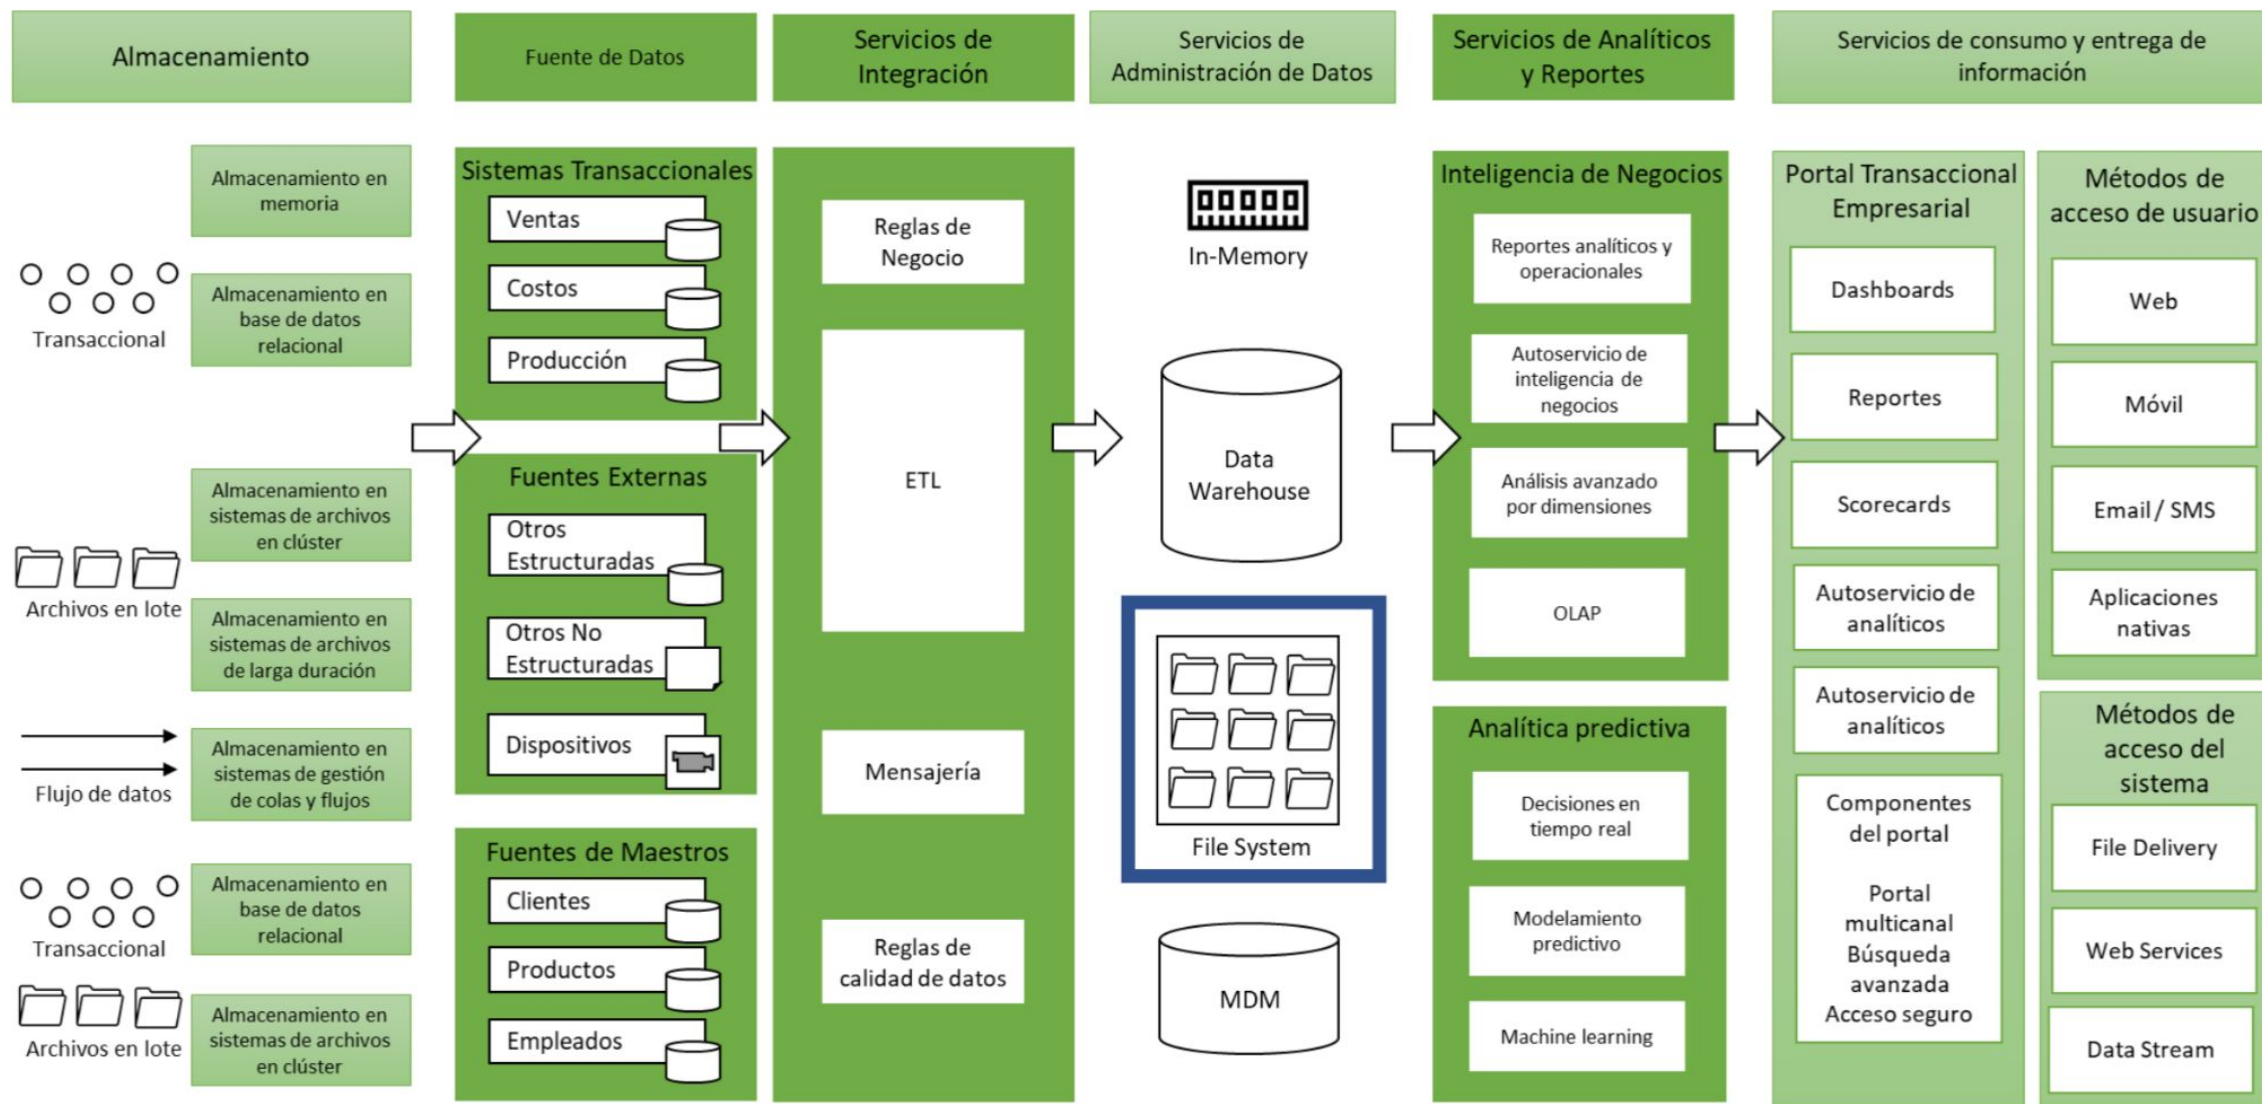 Almacenamiento
Fuente de Datos
Servicios de
Integración
Servicios de
Administración de Datos
Servicios de Analíticos
y Reportes
Servicios de consumo y entrega de
información
Almacenamiento en
memoria
Transaccional
Almacenamiento en
base de datos
relacional
Almacenamiento en
sistemas de archivos
en clúster
Archivos en lote
Almacenamiento en
sistemas de archivos
de larga duración
Flujo de datos
Almacenamiento en
sistemas de gestión
de colas y flujos
Transaccional
Almacenamiento en
base de datos
relacional
Archivos en lote
Almacenamiento en
sistemas de archivos
en clúster
Sistemas Transaccionales
Ventas
Costos
Producción
Fuentes Externas
Otros
Estructuradas
Otros No
Estructuradas
Dispositivos
Fuentes de Maestros
Clientes
Productos
Empleados
Reglas de
Negocio
ETL
Mensajería
Reglas de
calidad de datos
In-Memory
Data
Warehouse
File System
MDM
Inteligencia de Negocios
Reportes analíticos y
operacionales
Autoservicio de
inteligencia de
negocios
Análisis avanzado
por dimensiones
OLAP
Analítica predictiva
Decisiones en
tiempo real
Modelamiento
predictivo
Machine learning
Portal Transaccional
Empresarial
Dashboards
Reportes
Scorecards
Autoservicio de
analíticos
Autoservicio de
analíticos
Componentes
del portal
Portal
multicanal
Búsqueda
avanzada
Acceso seguro
Métodos de
acceso de usuario
Web
Móvil
Email / SMS
Aplicaciones
nativas
Métodos de
acceso del
sistema
File Delivery
Web Services
Data Stream